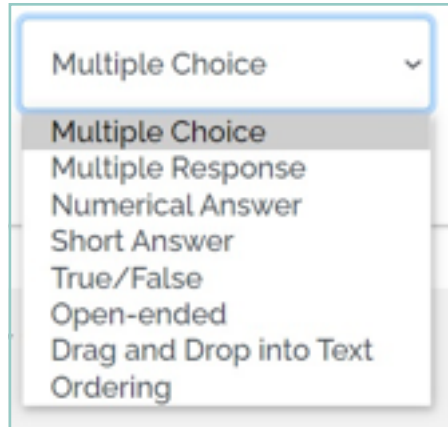 Multiple Choice
Multiple Choice
Multiple Response
Numerical Answer
Short Answer
True/False
Open-ended
Drag and Drop into Text
Ordering